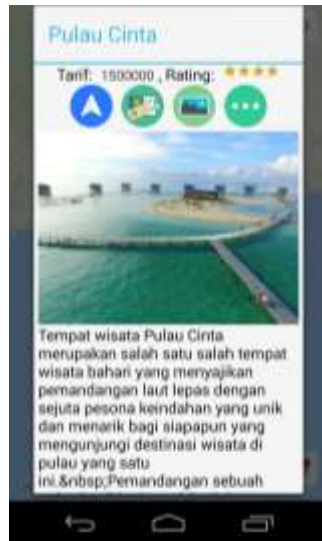 Pulau Cinta
Tarif: 1500000 , Rating:
Tempat wisata Pulau Cinta
merupakan salah satu salah tempat
wisata bahari yang menyajikan
pemandangan laut lepas dengan
sejuta pesona keindahan yang unik
dan menarik bagi siapapun yang
mengunjungi destinasi wisata di
pulau yang satu
ini.&nbsp;Pemandangan sebuah